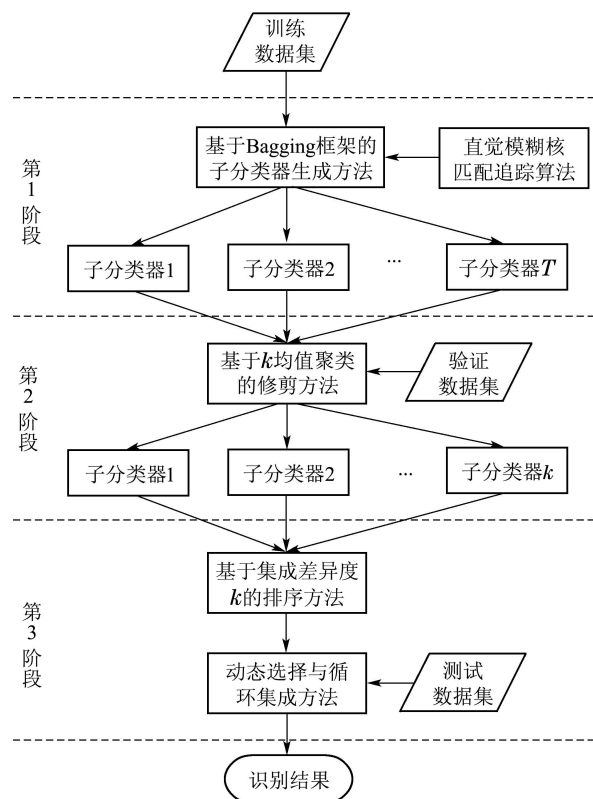 训练
数据集
第1阶段
基于Bagging框架的
子分类器生成方法
直觉模糊核
匹配追踪算法
子分类器1
子分类器2
...
子分类器T
第2阶段
基于k均值聚类
的修剪方法
验证
数据集
子分类器1
子分类器2
...
子分类器k
第3阶段
基于集成差异度
k的排序方法
动态选择与循
环集成方法
测试
数据集
识别结果